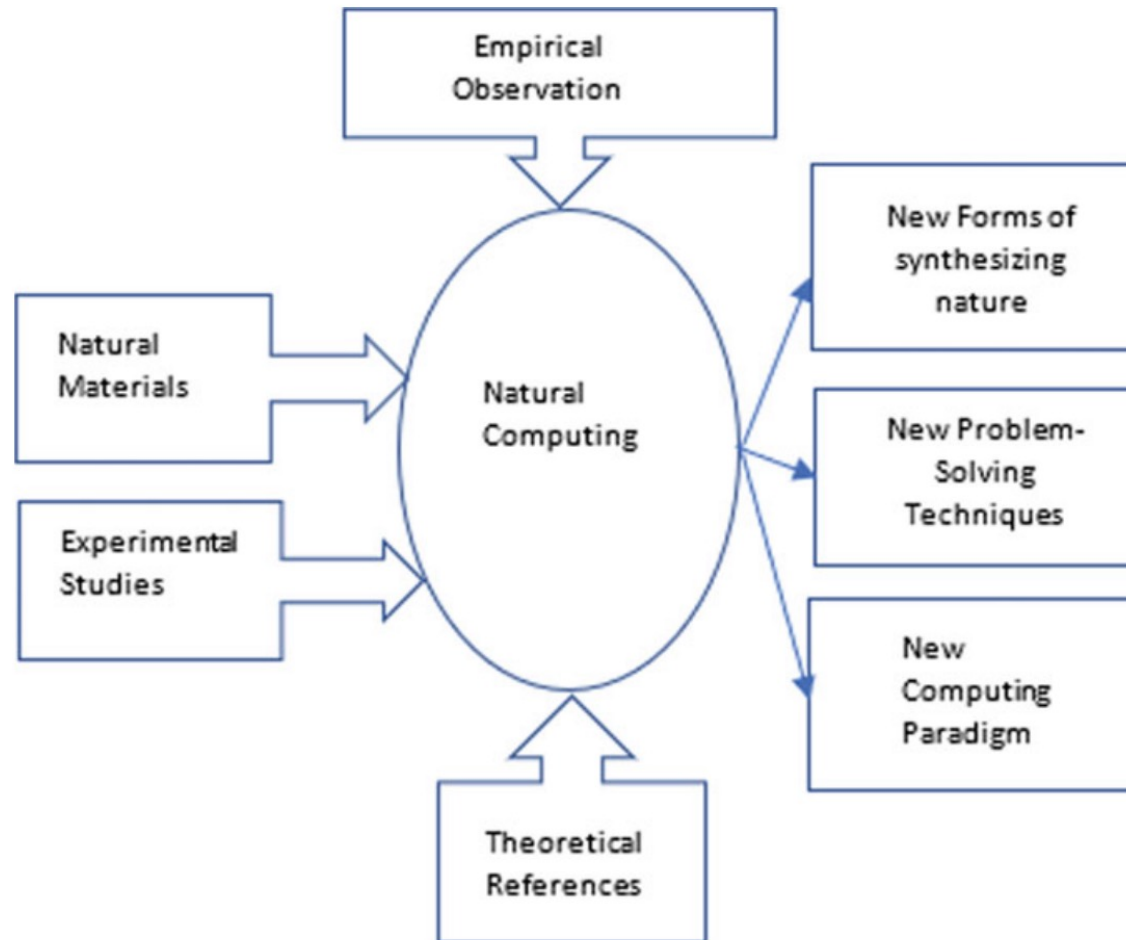 Empirical
Observation
New Forms of
synthesizing
nature
Natural
Materials
Natural
Computing
New Problem-
Solving
Techniques
Experimental
Studies
New
Computing
Paradigm
Theoretical
References